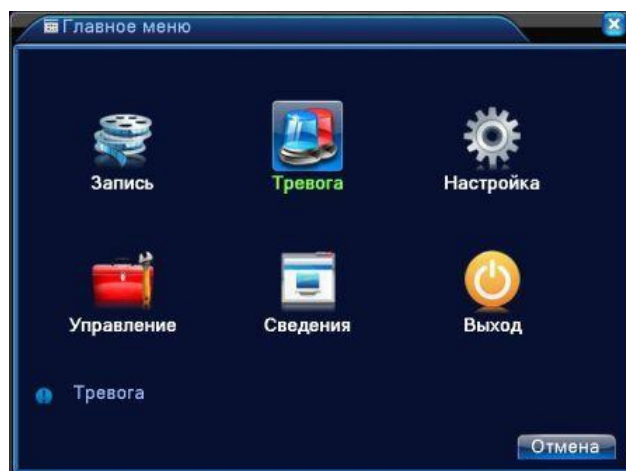 Главное меню
Запись
Тревога
Настройка
Управление
Сведения
Выход
Тревога
Отмена